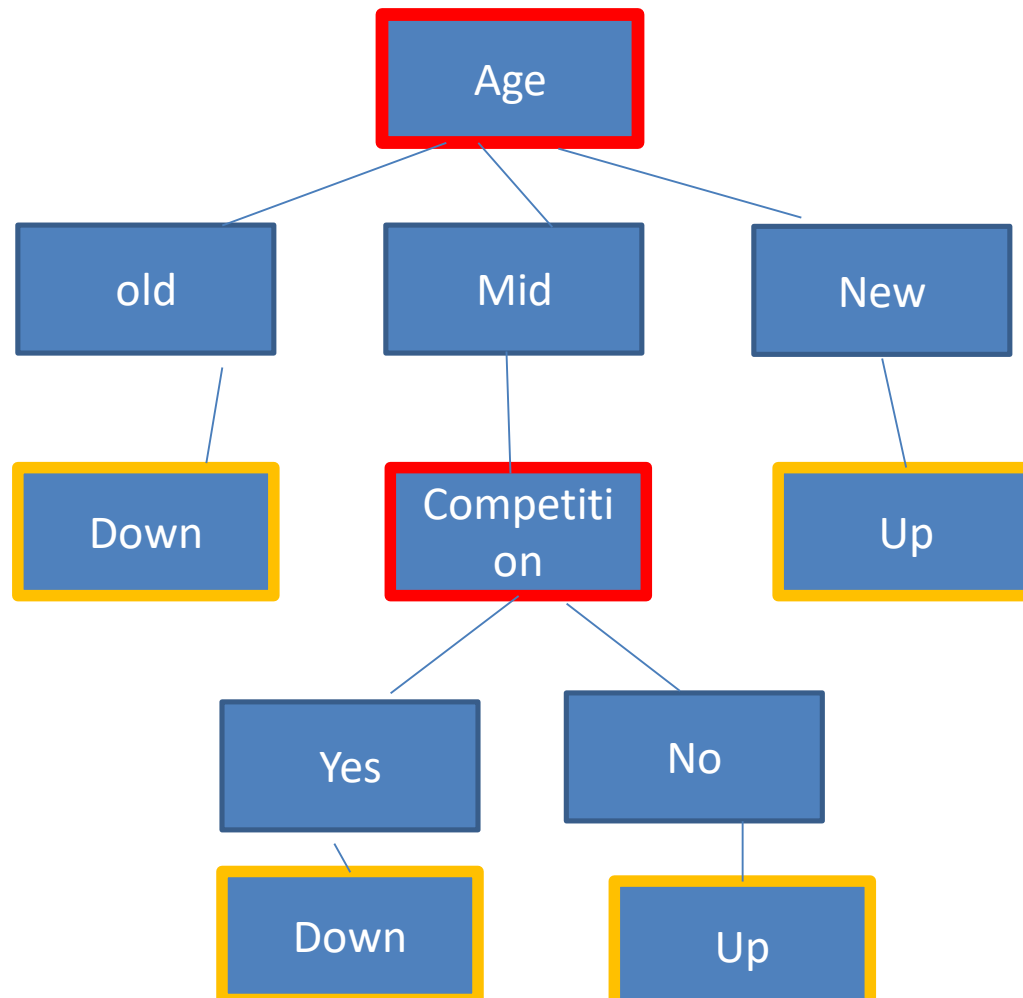 Age
old
Mid
New
Down
Competiti
on
Up
Yes
No
Down
Up